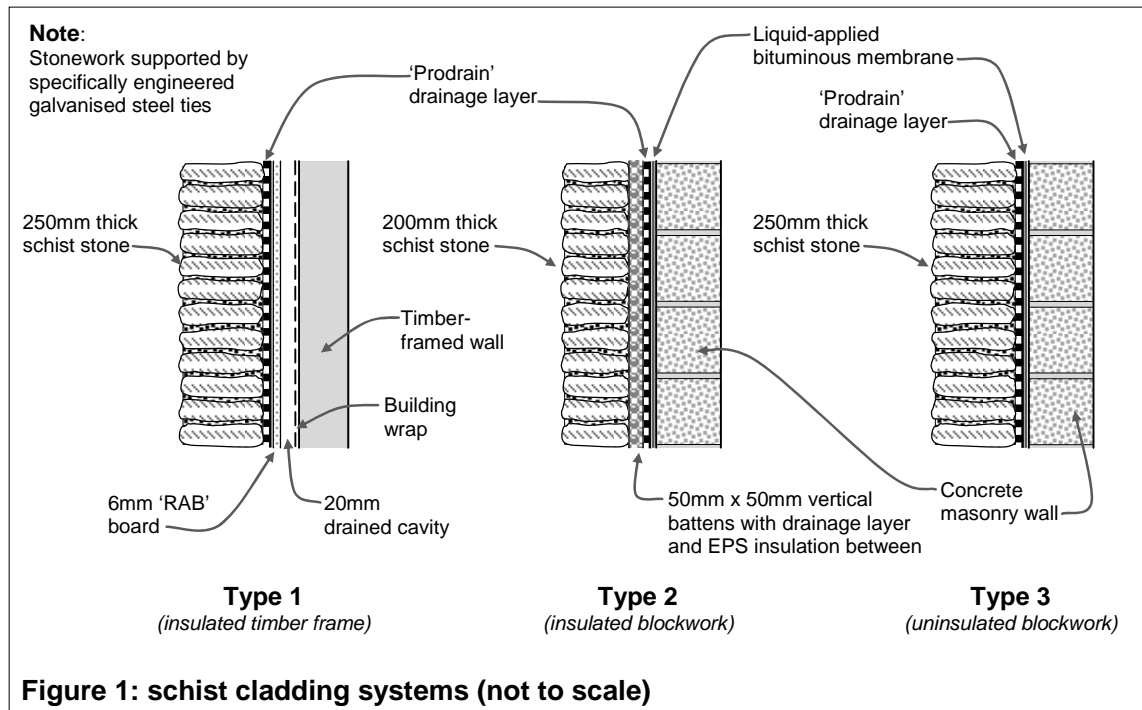 Note:
Stonework supported by
specifically engineered
galvanised steel ties
‘Prodrain’
drainage layer
Liquid-applied
bituminous membrane
‘Prodrain’
drainage layer
250mm thick
schist stone
200mm thick
schist stone
250mm thick
schist stone
Timber-
framed wall
Building
wrap
6mm ‘RAB’
board
20mm
drained cavity
50mm x 50mm vertical
battens with drainage layer
and EPS insulation between
Concrete
masonry wall
Type 1
(insulated timber frame)
Type 2
(insulated blockwork)
Type 3
(uninsulated blockwork)
Figure 1: schist cladding systems (not to scale)